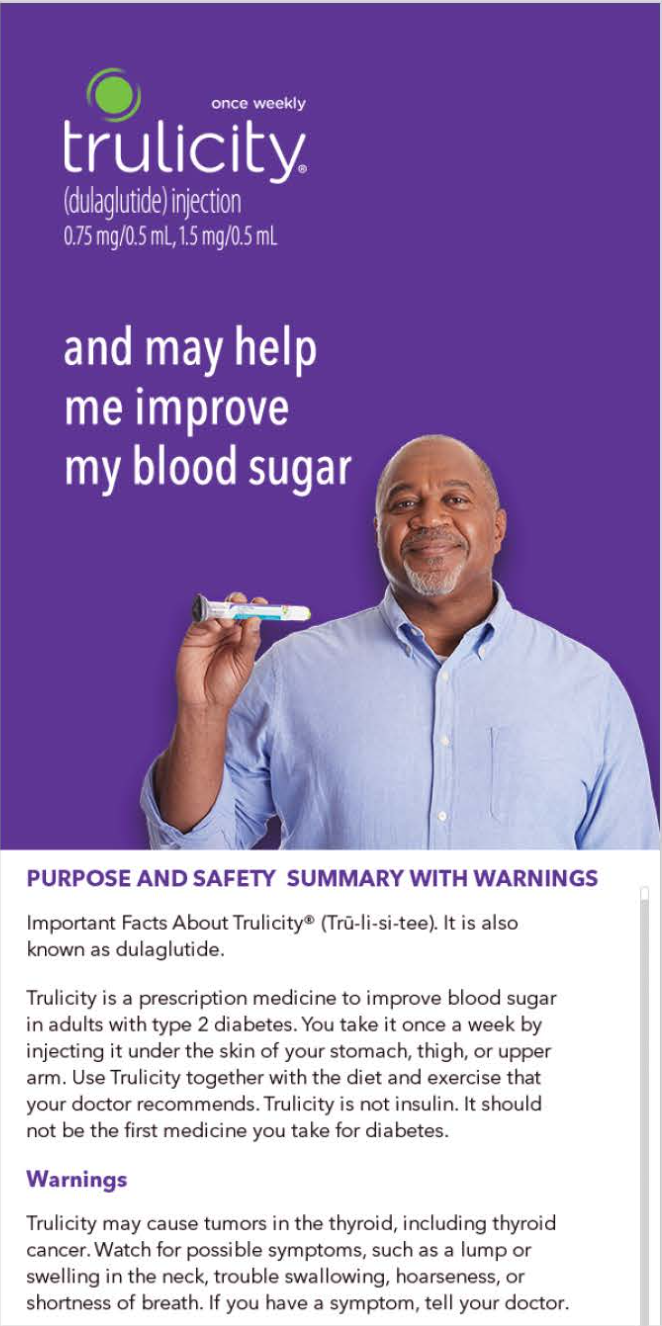 once weekly
trulicity®
(dulaglutide) injection
0.75 mg/0.5 mL, 1.5 mg/0.5 mL
and may help
me improve
my blood sugar
PURPOSE AND SAFETY SUMMARY WITH WARNINGS
Important Facts About Trulicity® (Trū-li-si-tee). It is also
known as dulaglutide.
Trulicity is a prescription medicine to improve blood sugar
in adults with type 2 diabetes. You take it once a week by
injecting it under the skin of your stomach, thigh, or upper
arm. Use Trulicity together with the diet and exercise that
your doctor recommends. Trulicity is not insulin. It should
not be the first medicine you take for diabetes.
Warnings
Trulicity may cause tumors in the thyroid, including thyroid
cancer. Watch for possible symptoms, such as a lump or
swelling in the neck, trouble swallowing, hoarseness, or
shortness of breath. If you have a symptom, tell your doctor.